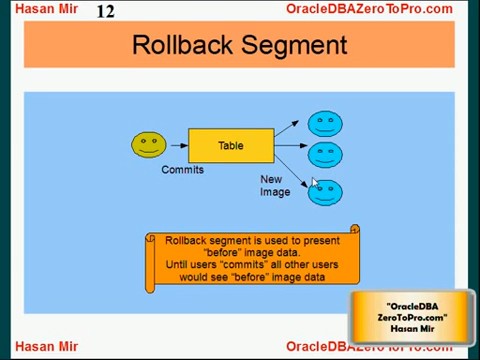 Hasan Mir 12 OracleDBAZeroToPro.com
Rollback Segment
Table
Commits
New
Image
Rollback segment is used to present
"before" image data.
Until users "commits" all other users
would see "before" image data
"OracleDBA
ZeroToPro.com"
Hasan Mir
Hasan Mir OracleDBAZeroToPro.com